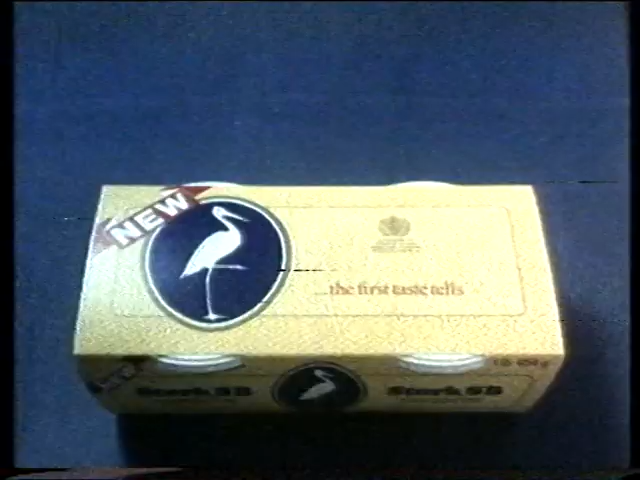 NEW
...the first taste tells
Stork SB
Stork SB